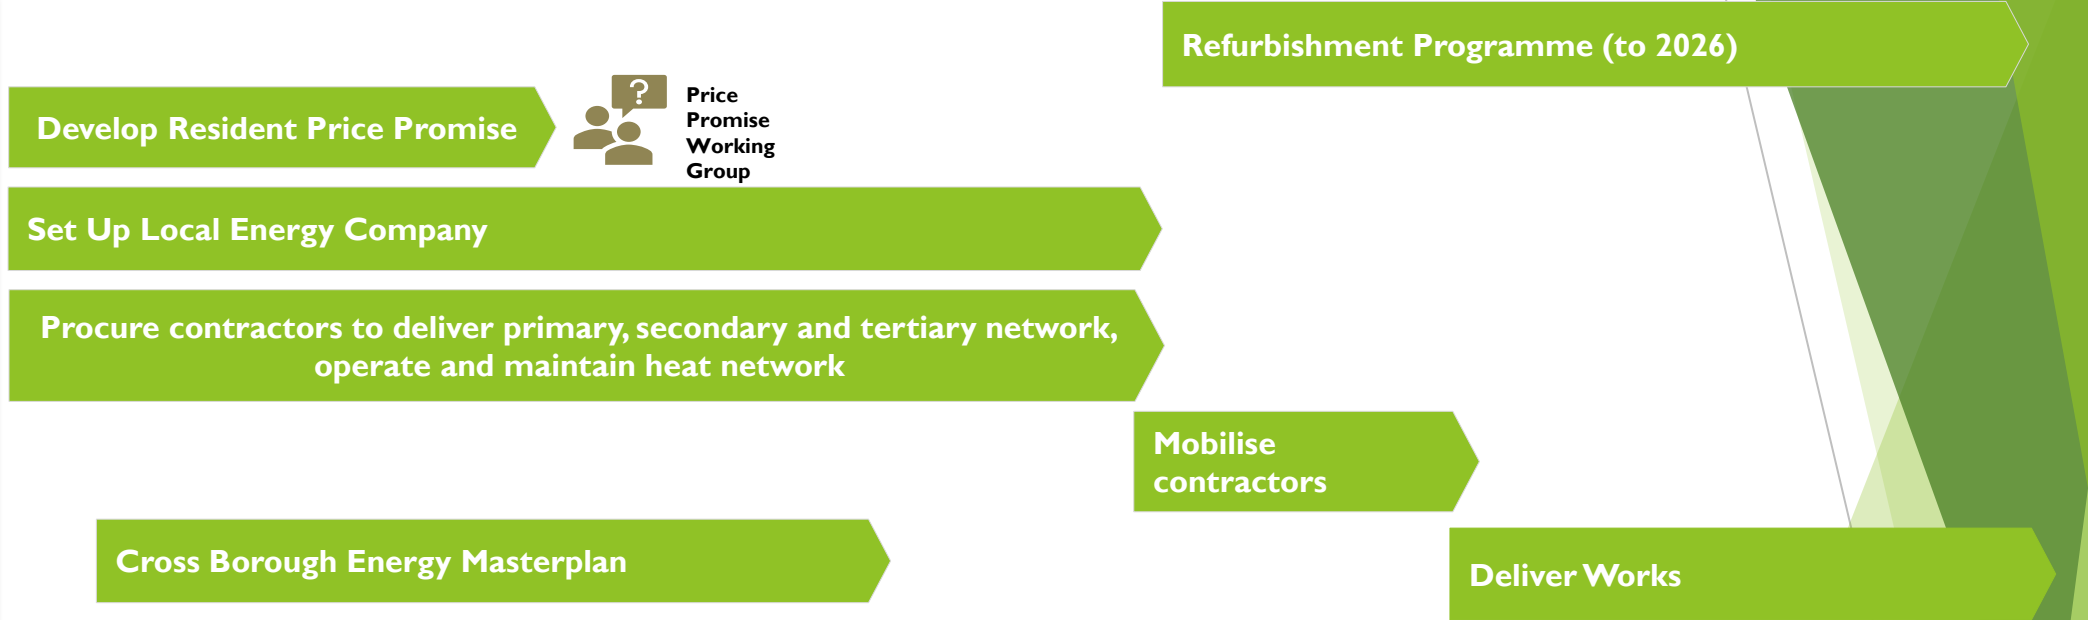 Refurbishment Programme (to 2026)
Develop Resident Price Promise
?
Price
Promise
Working
Group
Set Up Local Energy Company
Procure contractors to deliver primary, secondary and tertiary network,
operate and maintain heat network
Mobilise
contractors
Cross Borough Energy Masterplan
Deliver Works